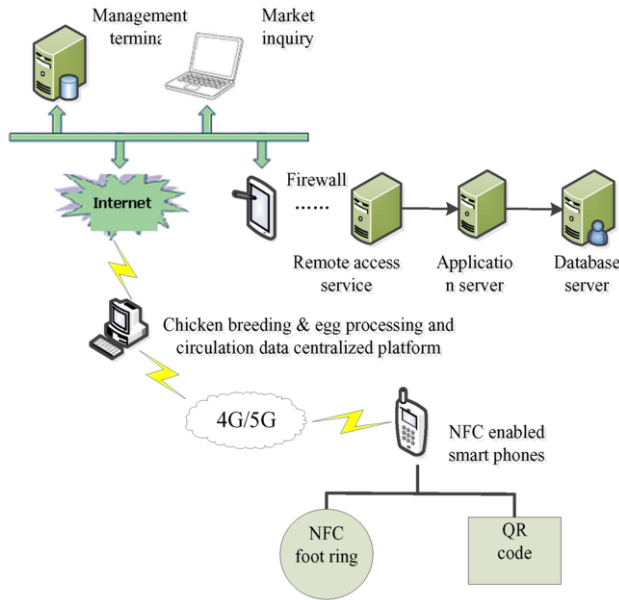 Management
termina
Market
inquiry
Internet
Firewall
......
Remote access
service
Applicatio
n server
Database
server
Chicken breeding & egg processing and
circulation data centralized platform
4G/5G
NFC enabled
smart phones
NFC
foot ring
QR
code